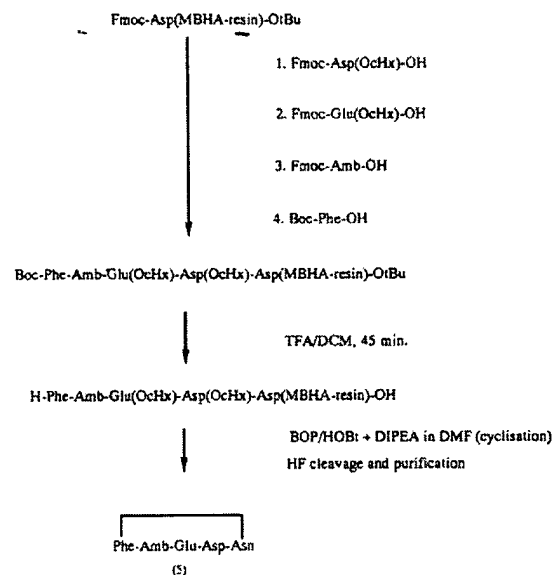 Fmoc-Asp(MBHA-resin)-OtBu
1. Fmoc-Asp(OcHx)-OH
2. Fmoc-Glu(OcHx)-OH
3. Fmoc-Amb-OH
4. Boc-Phe-OH
Boc-Phe-Amb-Glu(OcHx)-Asp(OcHx)-Asp(MBHA-resin)-OtBu
TFA/DCM, 45 min.
H-Phe-Amb-Glu(OcHx)-Asp(OcHx)-Asp(MBHA-resin)-OH
BOP/HOBt + DIPEA in DMF (cyclisation)
HF cleavage and purification
Phe-Amb-Glu-Asp-Asn
(5)